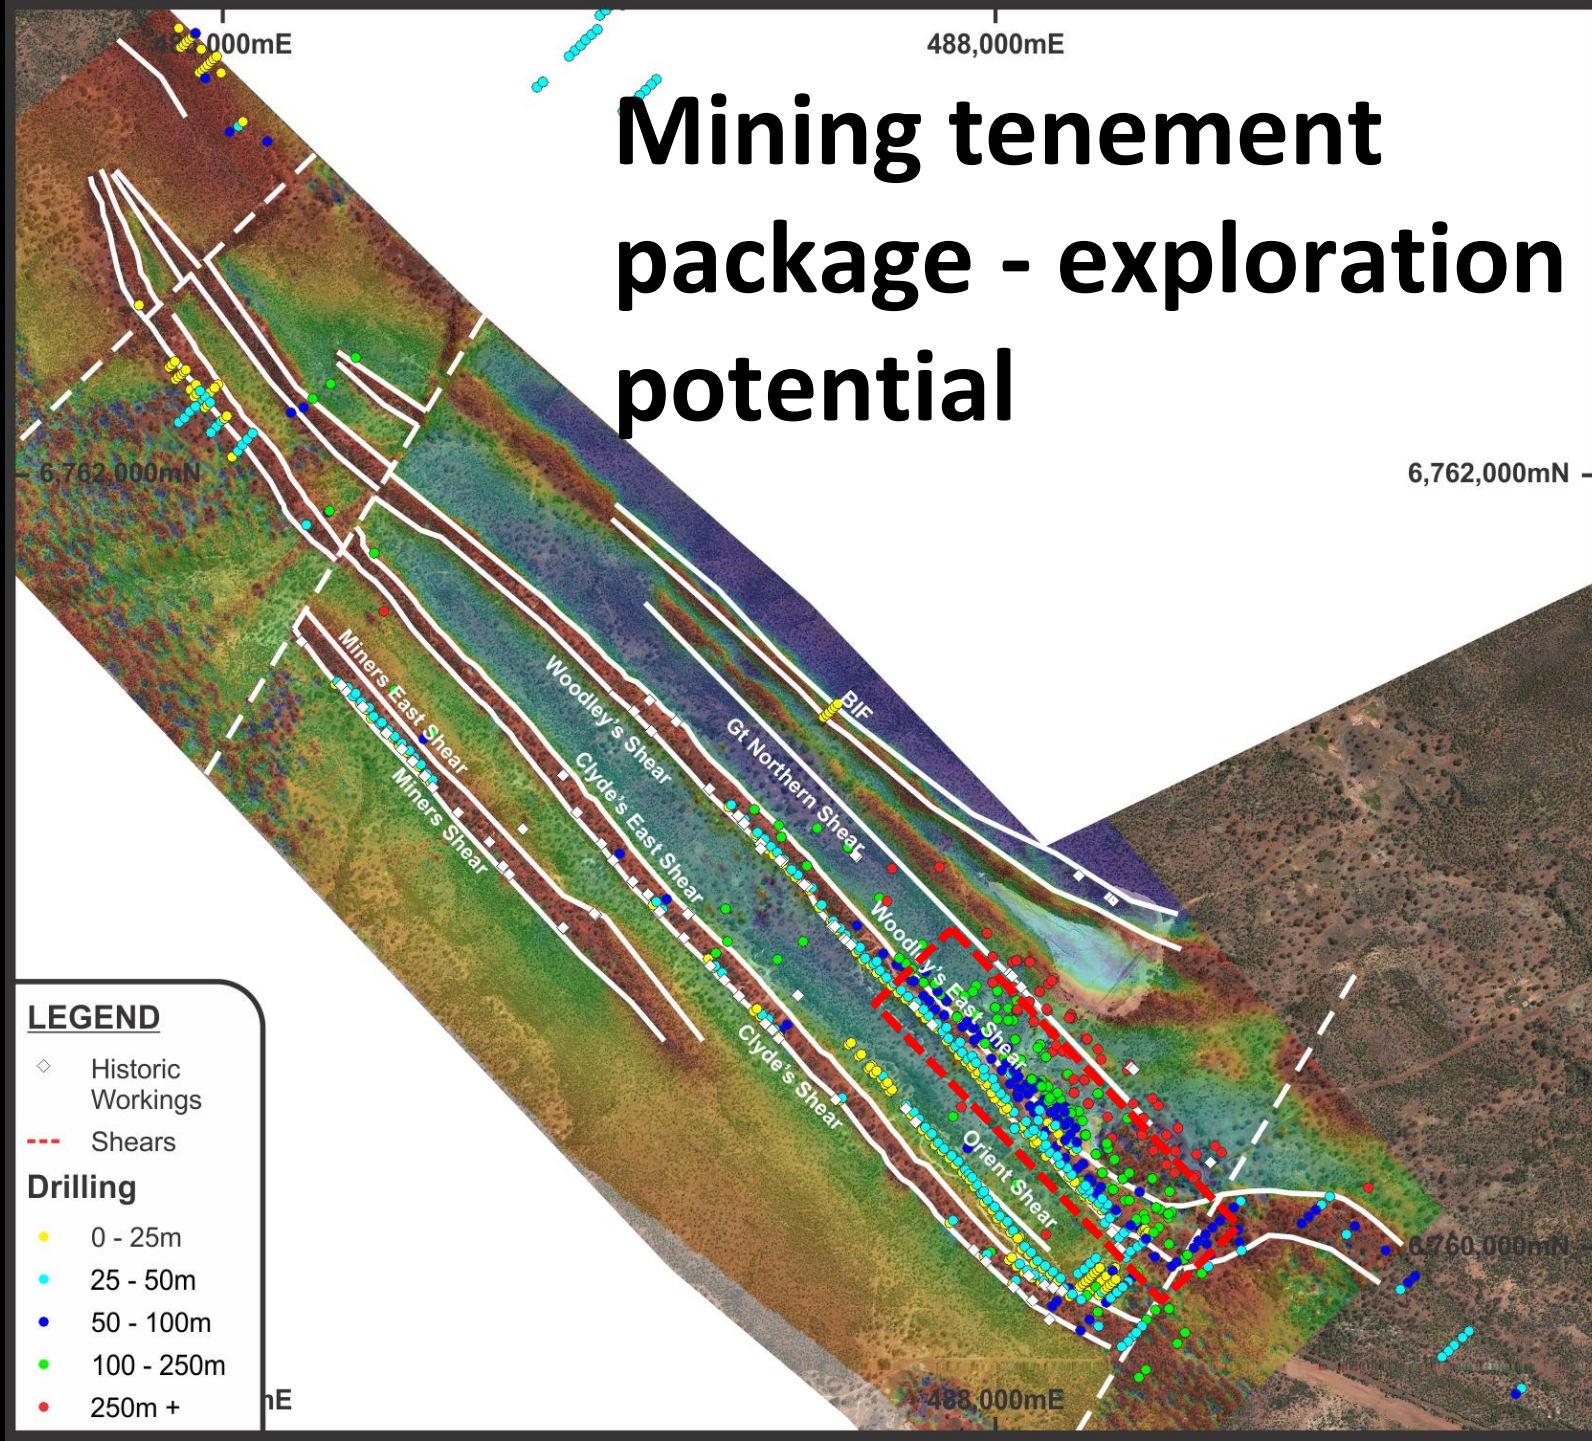 488,000mE
Mining tenement
package - exploration
potential
6,762,000mN
6,762,000mN
Miners East Shear
Miners Shear
Woodley's Shear
Clyde's East Shear
Gt Northern Shear
BIF
Woodley's East Shear
Clyde's Shear
Orient Shear
6,760,000mN
488,000mE
mE
LEGEND
Historic
Workings
Shears
Drilling
0 - 25m
25 - 50m
50 - 100m
100 - 250m
250m +